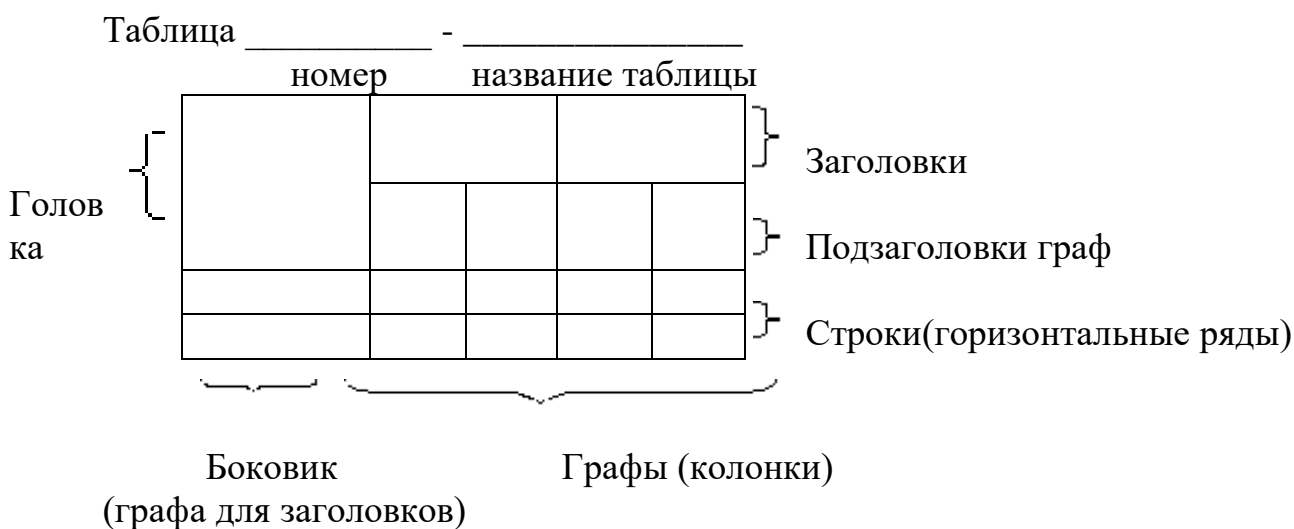 Таблица __________ - _______________
номер название таблицы
Заголовки
Голов
ка
Подзаголовки граф
Строки(горизонтальные ряды)
Боковик Графы (колонки)
(графа для заголовков)